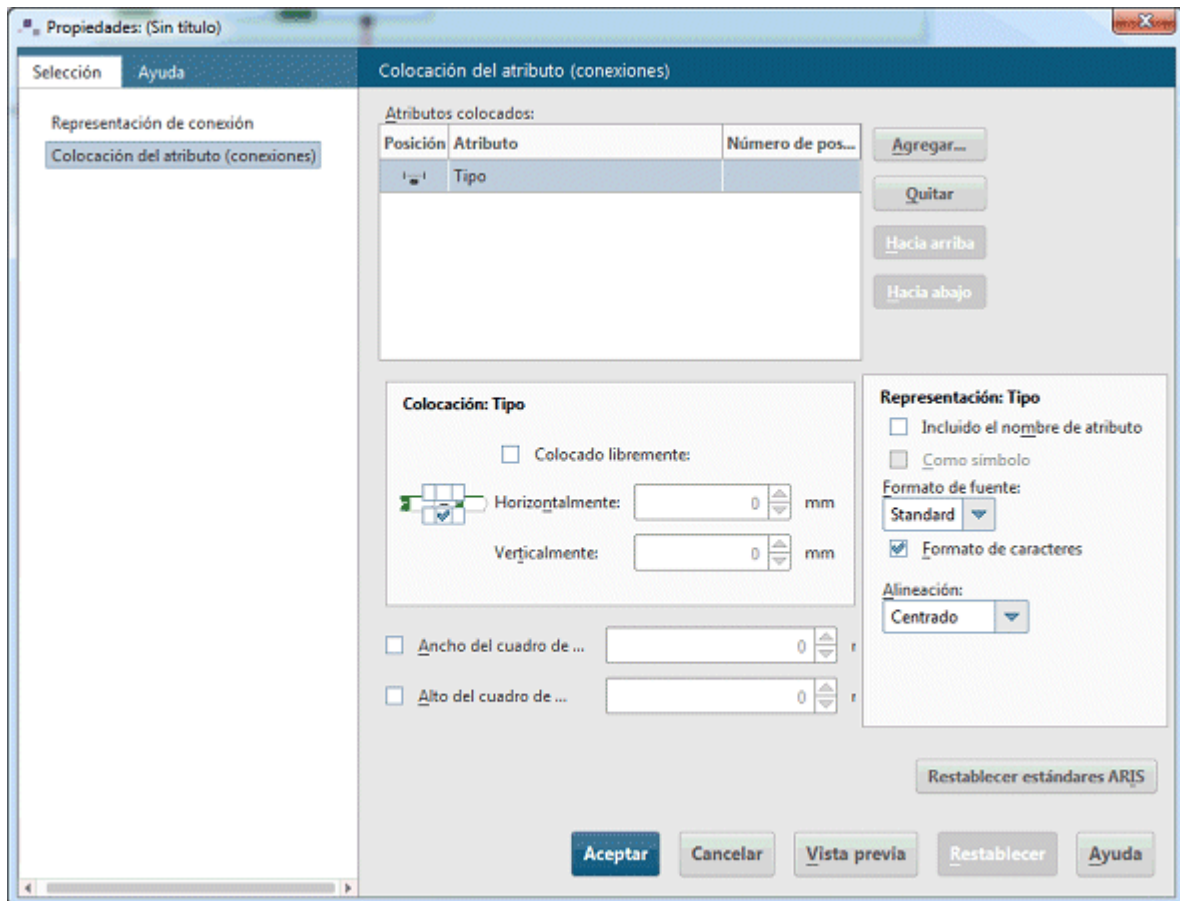 Propiedades: (Sin título)
Selección
Ayuda
Representación de conexión
Colocación del atributo (conexiones)
Colocación del atributo (conexiones)
Atributos colocados:
Posición Atributo Número de pos...
Tipo
Agregar...
Quitar
Hacia arriba
Hacia abajo
Colocación: Tipo
Colocado libremente:
Horizontalmente: 0 mm
Verticalmente: 0 mm
Ancho del cuadro de ... 0
Alto del cuadro de ... 0
Representación: Tipo
Incluido el nombre de atributo
Como símbolo
Formato de fuente:
Standard
Formato de caracteres
Alineación:
Centrado
Restablecer estándares ARIS
Aceptar
Cancelar
Vista previa
Restablecer
Ayuda